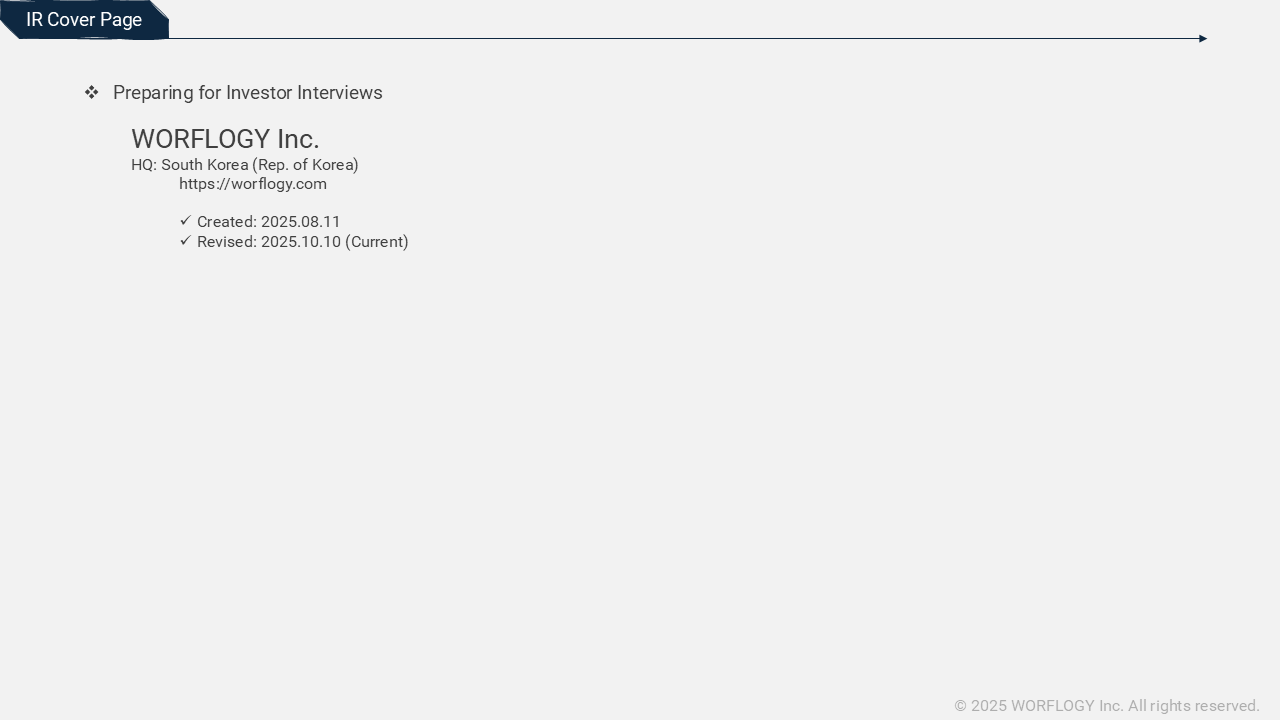 IR Cover Page
❖ Preparing for Investor Interviews
WORFLOGY Inc.
HQ: South Korea (Rep. of Korea)
https://worflogy.com
✓ Created: 2025.08.11
✓ Revised: 2025.10.10 (Current)
© 2025 WORFLOGY Inc. All rights reserved.